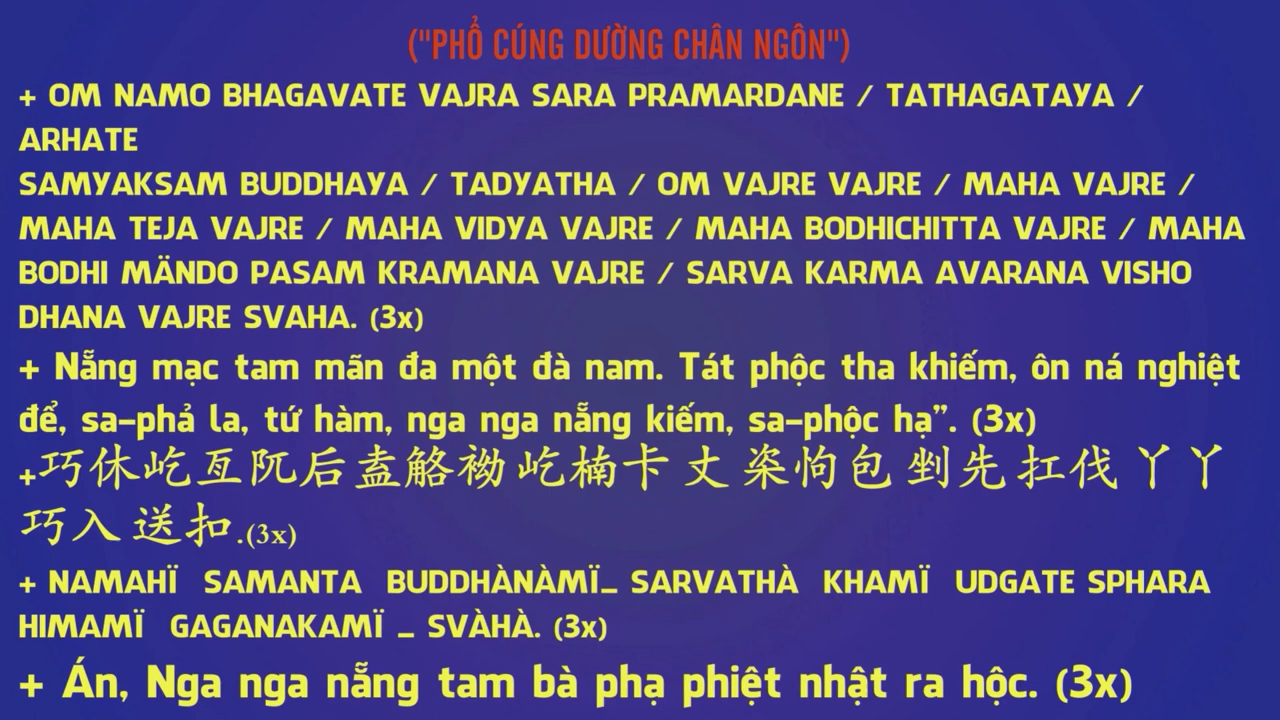 ("PHỔ CÚNG DƯỜNG CHÂN NGÔN")
+ OM NAMO BHAGAVATE VAJRA SARA PRAMARDANE / TATHAGATAYA /
ARHATE
SAMYAKSAM BUDDHAYA / TADYATHA / OM VAJRE VAJRE / MAHA VAJRE /
MAHA TEJA VAJRE / MAHA VIDYA VAJRE / MAHA BODHICHITTA VAJRE / MAHA
BODHI MÄNDO PASAM KRAMANA VAJRE / SARVA KARMA AVARANA VISHO
DHANA VAJRE SVAHA. (3x)
+ Nẵng mạc tam mãn đa một đà nam. Tát phộc tha khiếm, ôn ná nghiệt
để, sa-phả la, tứ hàm, nga nga nẵng kiếm, sa-phộc hạ”. (3x)
+巧休屹亙阢后盍觡袎屹楠卡丈姿恦包剉先扛伐丫丫
巧入送扣.(3x)
+ NAMAHÏ SAMANTA BUDDHÀNÀMÏ_ SARVATHÀ KHAMÏ UDGATE SPHARA
HIMAMÏ GAGANAKAMÏ _ SVÀHÀ. (3x)
+ Án, Nga nga nẵng tam bà phạ phiệt nhật ra hộc. (3x)